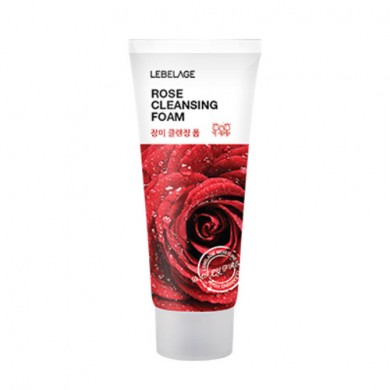 LEBELAGE
ROSE
CLEANSING
FOAM
장미 클렌징 폼